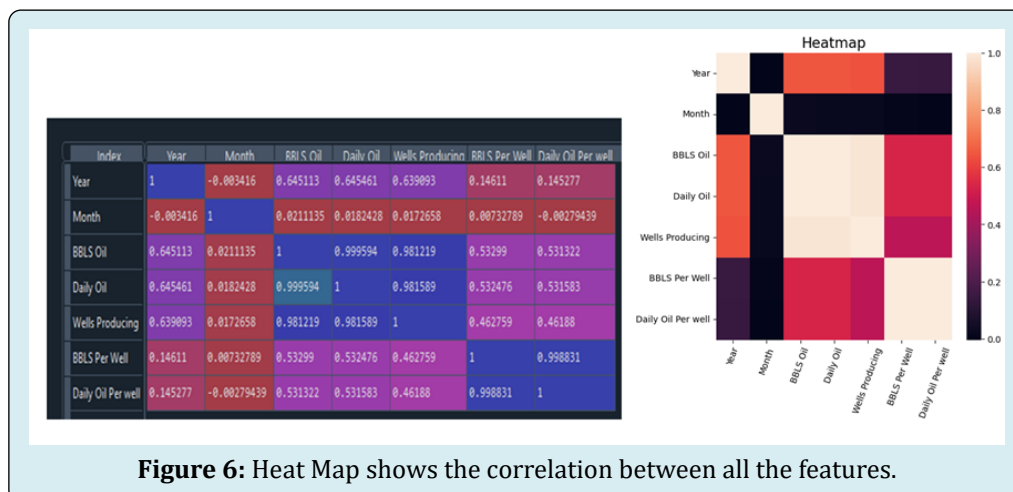 Index Year Month BBLS Oil Daily Oil Wells Producing BBLS Per Well Daily Oil Per well
Year 1 -0.003416 0.645113 0.645461 0.639093 0.14611 0.145277
Month -0.003416 1 0.0211135 0.0182428 0.0172658 0.00732789 -0.00279439
BBLS Oil 0.645113 0.0211135 1 0.999594 0.981219 0.53299 0.531322
Daily Oil 0.645461 0.0182428 0.999594 1 0.981589 0.532476 0.531583
Wells Producing 0.639093 0.0172658 0.981219 0.981589 1 0.462759 0.46188
BBLS Per Well 0.14611 0.00732789 0.53299 0.532476 0.462759 1 0.998831
Daily Oil Per well 0.145277 -0.00279439 0.531322 0.531583 0.46188 0.998831 1
Heatmap
Year
Month
BBLS Oil
Daily Oil
Wells Producing
BBLS Per Well
Daily Oil Per well
Year
Month
BBLS Oil
Daily Oil
Wells Producing
BBLS Per Well
Daily Oil Per well
1.0
0.8
0.6
0.4
0.2
0.0
Figure 6: Heat Map shows the correlation between all the features.